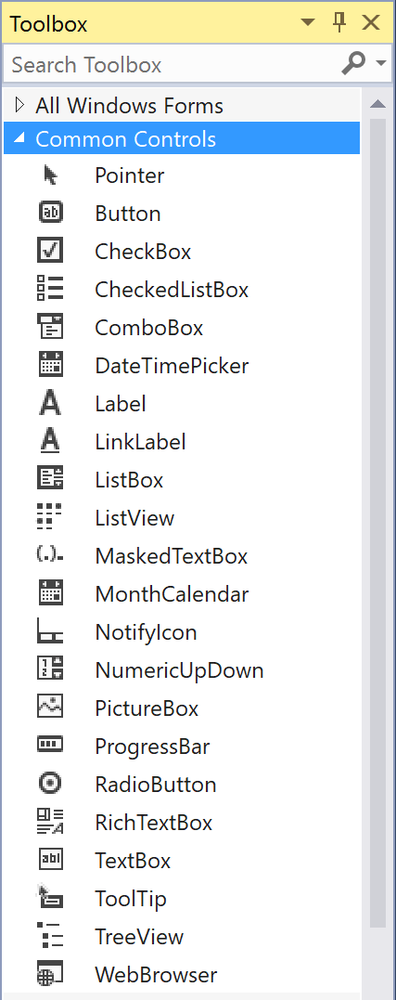 Toolbox
Search Toolbox
All Windows Forms
Common Controls
Pointer
Button
CheckBox
CheckedListBox
ComboBox
DateTimePicker
Label
LinkLabel
ListBox
ListView
MaskedTextBox
MonthCalendar
NotifyIcon
NumericUpDown
PictureBox
ProgressBar
RadioButton
RichTextBox
TextBox
ToolTip
TreeView
WebBrowser